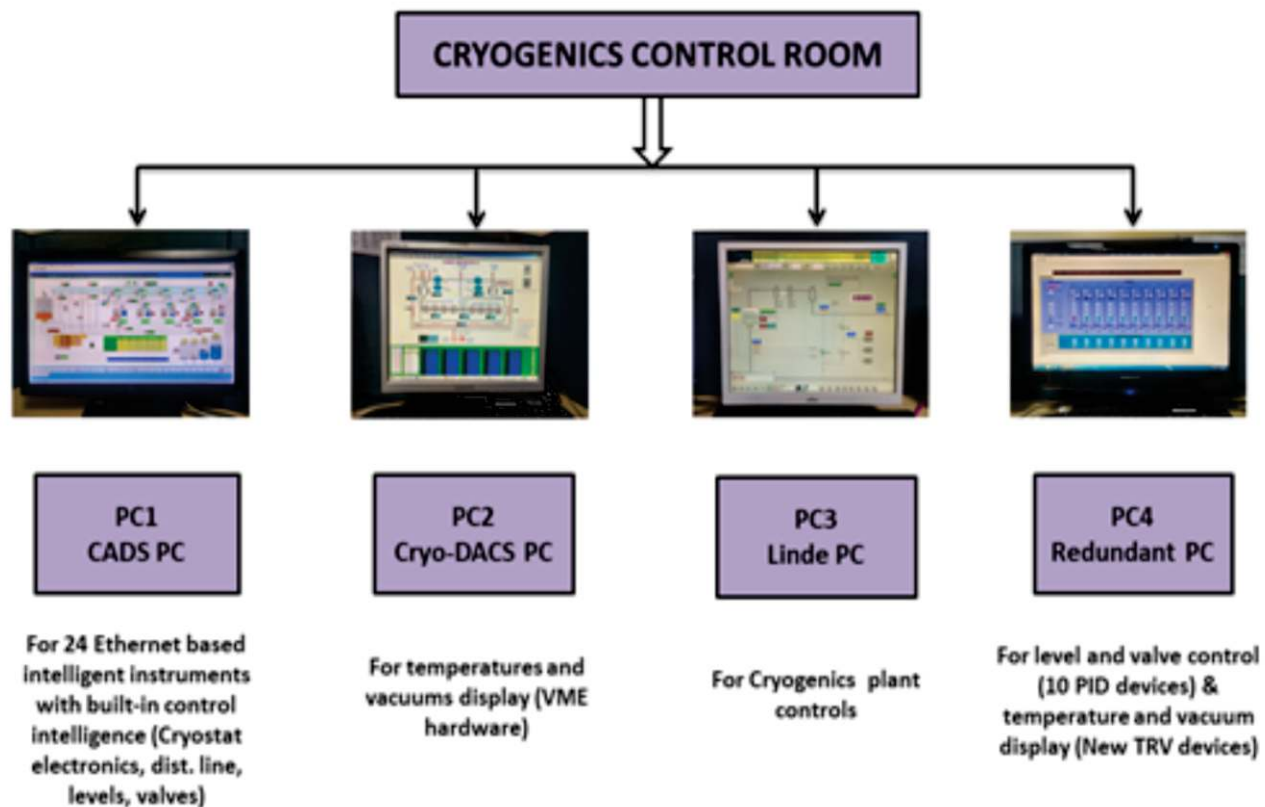 CRYOGENICS CONTROL ROOM
PC1
CADS PC
PC2
Cryo-DACS PC
PC3
Linde PC
PC4
Redundant PC
For 24 Ethernet based
intelligent instruments
with built-in control
intelligence (Cryostat
electronics, dist. line,
levels, valves)
For temperatures and
vacuums display (VME
hardware)
For Cryogenics plant
controls
For level and valve control
(10 PID devices) &
temperature and vacuum
display (New TRV devices)